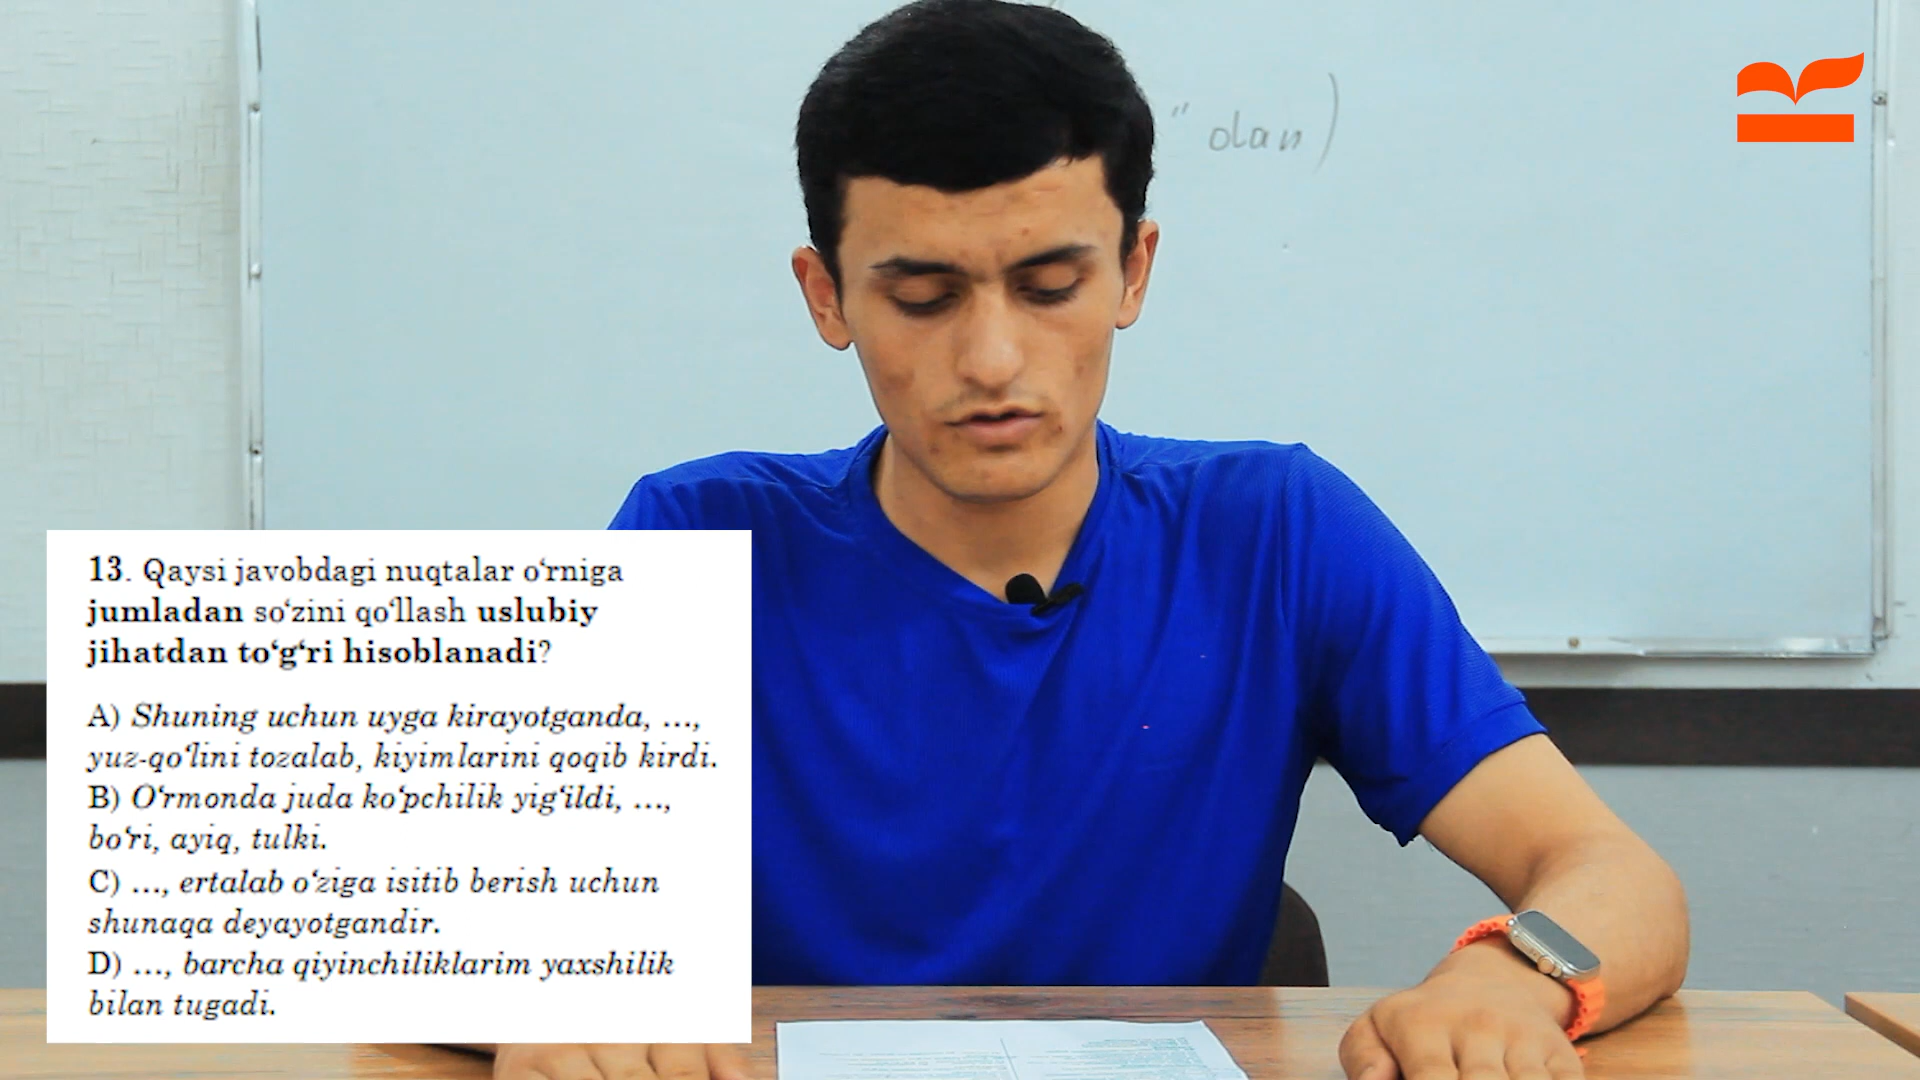 " olan)
13. Qaysi javobdagi nuqtalar o‘rniga
jumladan so‘zini qo‘llash uslubiy
jihatdan to‘g‘ri hisoblanadi?
A) Shuning uchun uyga kirayotganda, ...,
yuz-qo‘lini tozalab, kiyimlarini qoqib kirdi.
B) O‘rmonda juda ko‘pchilik yig‘ildi, ...,
bo‘ri, ayiq, tulki.
C) ..., ertalab o‘ziga isitib berish uchun
shunaqa deyayotgandir.
D) ..., barcha qiyinchiliklarim yaxshilik
bilan tugadi.